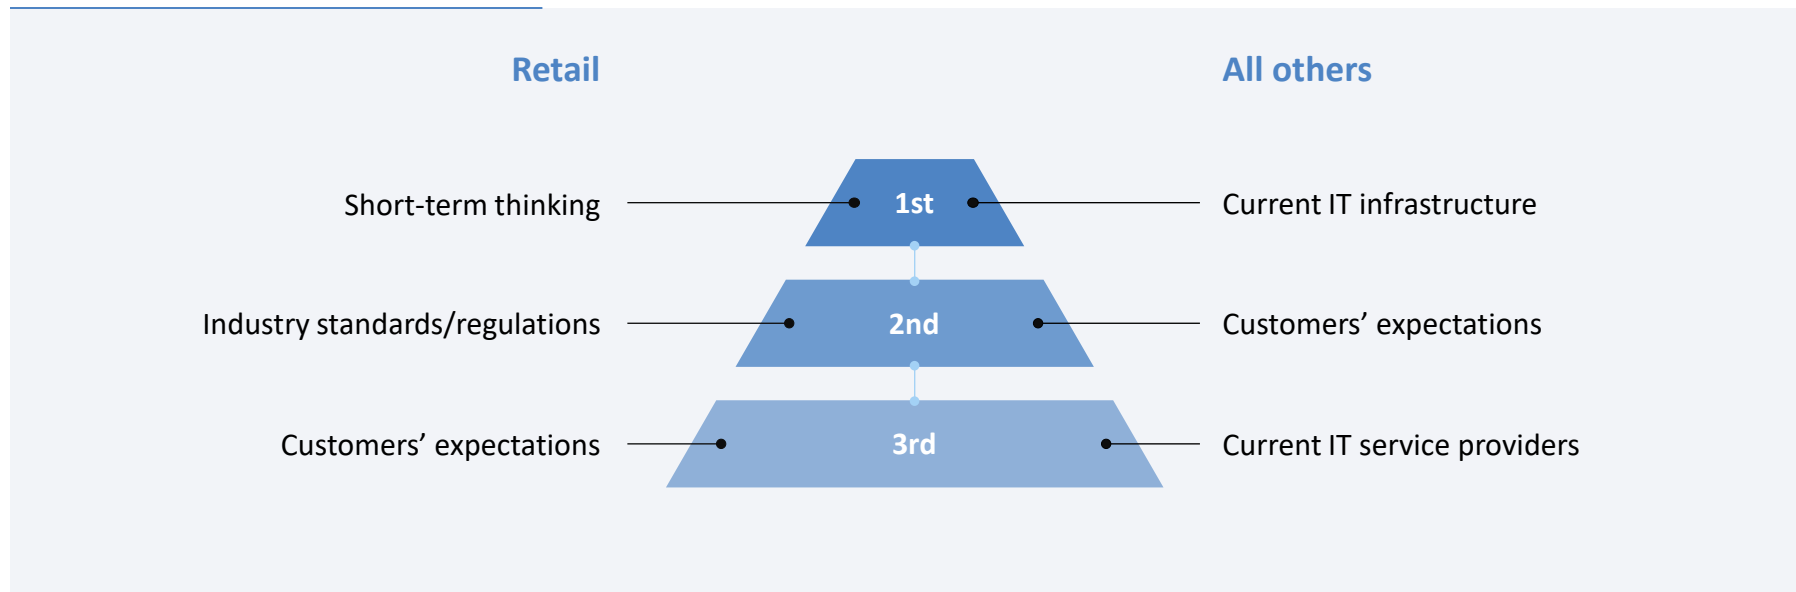 Retail
All others
Short-term thinking
1st
Current IT infrastructure
Industry standards/regulations
2nd
Customers’ expectations
Customers’ expectations
3rd
Current IT service providers